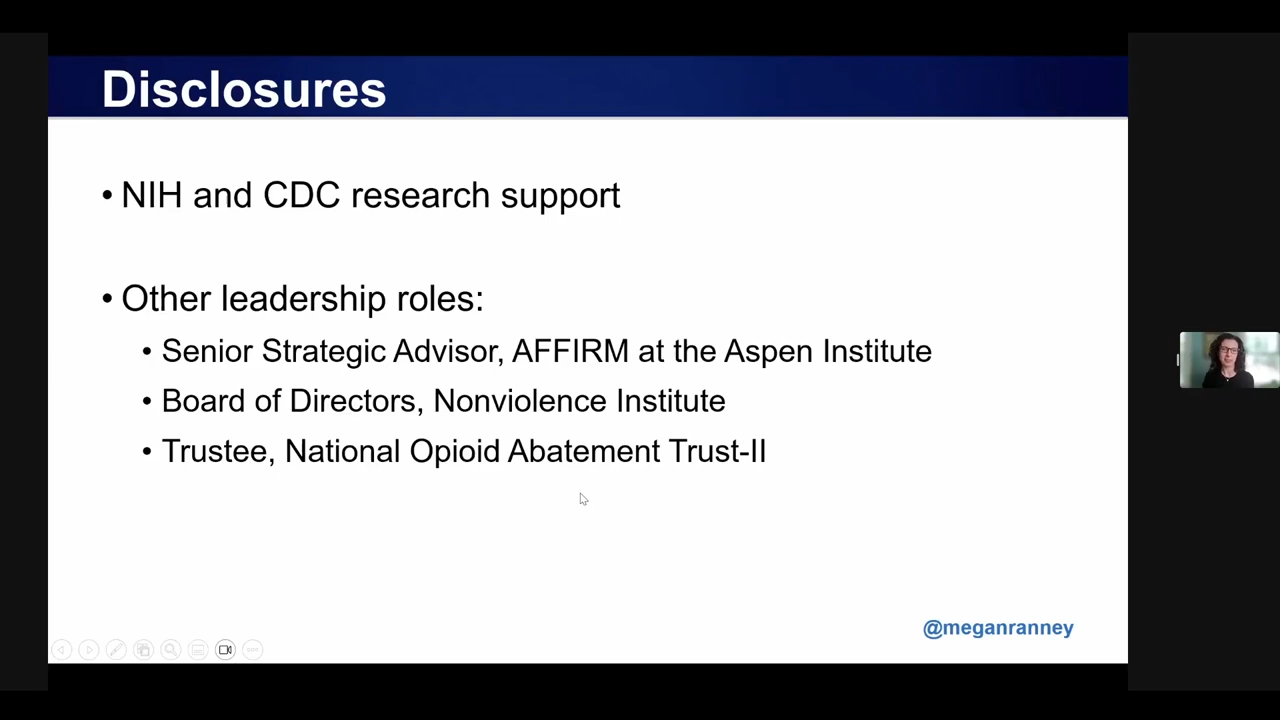 Disclosures
• NIH and CDC research support
• Other leadership roles:
• Senior Strategic Advisor, AFFIRM at the Aspen Institute
• Board of Directors, Nonviolence Institute
• Trustee, National Opioid Abatement Trust-II
@meganranney